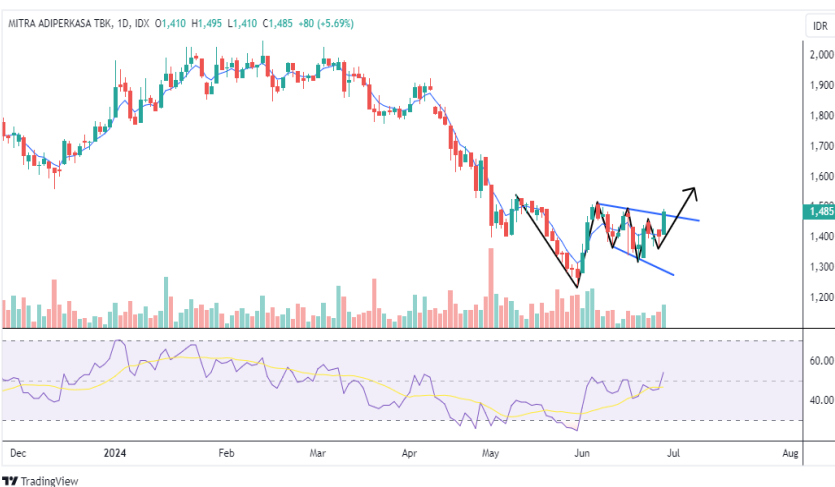 MITRA ADIPERKASA TBK, 1D, IDX O1,410 H1,495 L1,410 C1,485 +80 (+5.69%)
IDR
2,000
1,900
1,800
1,700
1,600
1,485
1,400
1,300
1,200
60.00
40.00
Dec 2024 Feb Mar Apr May Jun Jul Aug
TradingView